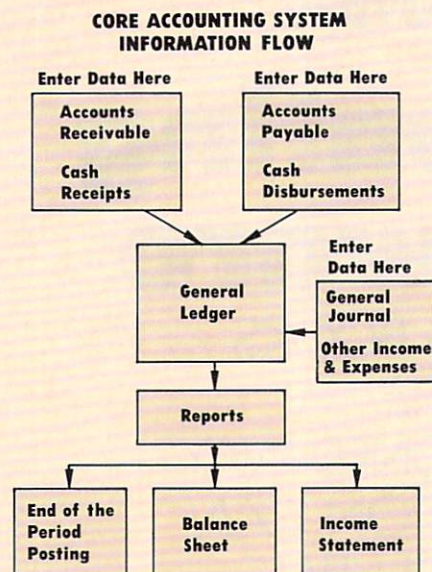 CORE ACCOUNTING SYSTEM
INFORMATION FLOW
Enter Data Here
Accounts
Receivable
Cash
Receipts
Enter Data Here
Accounts
Payable
Cash
Disbursements
General
Ledger
Enter
Data Here
General
Journal
Other Income
& Expenses
Reports
End of the
Period
Posting
Balance
Sheet
Income
Statement